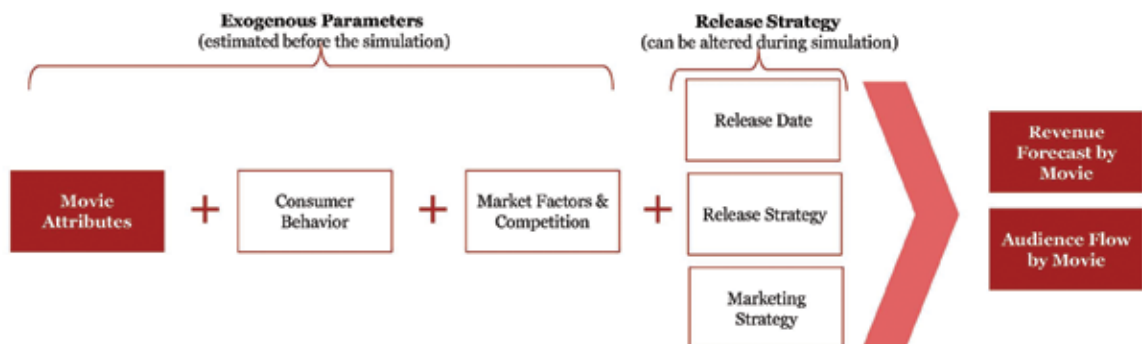 Exogenous Parameters
(estimated before the simulation)
Release Strategy
(can be altered during simulation)
Movie
Attributes
+
Consumer
Behavior
+
Market Factors &
Competition
+
Release Date
Release Strategy
Marketing
Strategy
Revenue
Forecast by
Movie
Audience Flow
by Movie